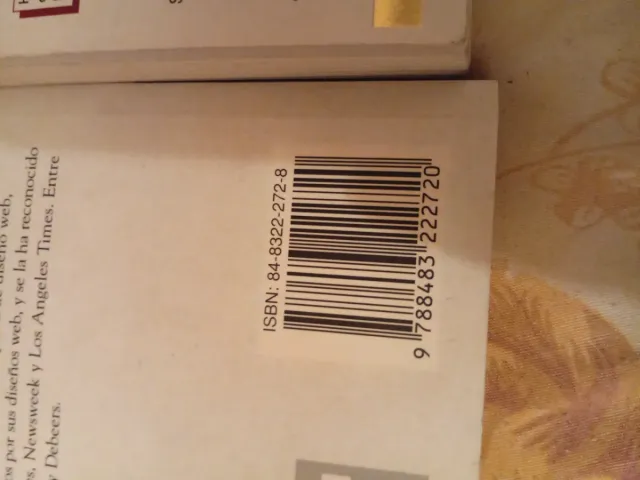 de diseño web,
por sus diseños web, y se la ha reconocido
Newsweek y Los Angeles Times. Entre
y Debeers.
ISBN: 84-8322-272-8
9 788483 222720